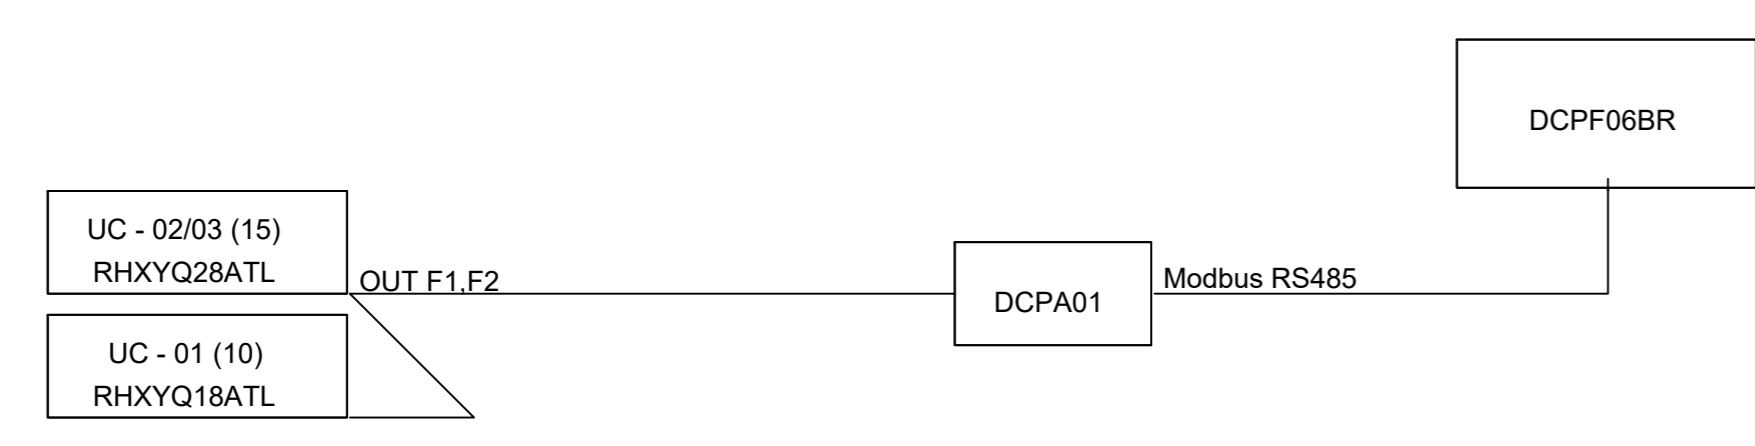 DCPF06BR
UC - 02/03 (15)
RHXYQ28ATL
OUT F1,F2
DCPA01
Modbus RS485
UC - 01 (10)
RHXYQ18ATL